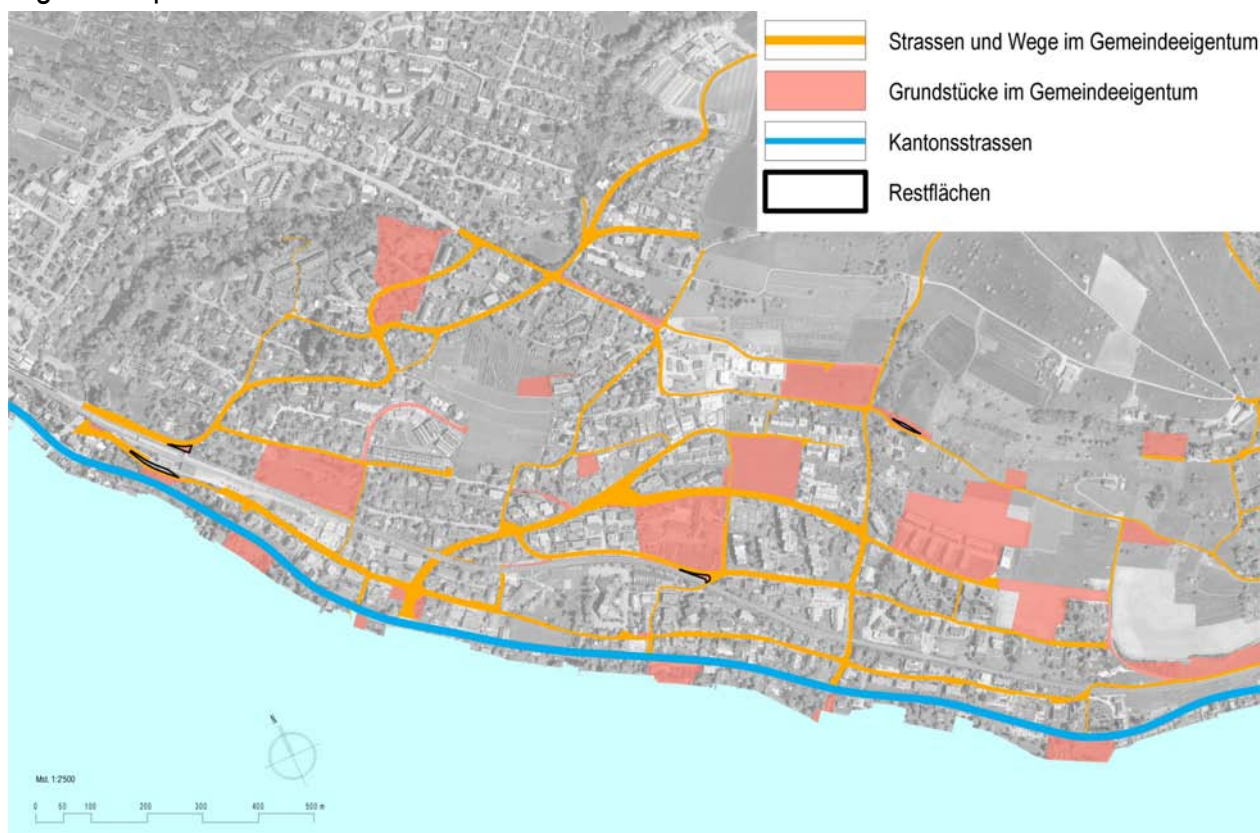 Strassen und Wege im Gemeindeeigentum
Grundstücke im Gemeindeeigentum
Kantonsstrassen
Restflächen
Mst. 1:2'500
0 50 100 200 300 400 500 m